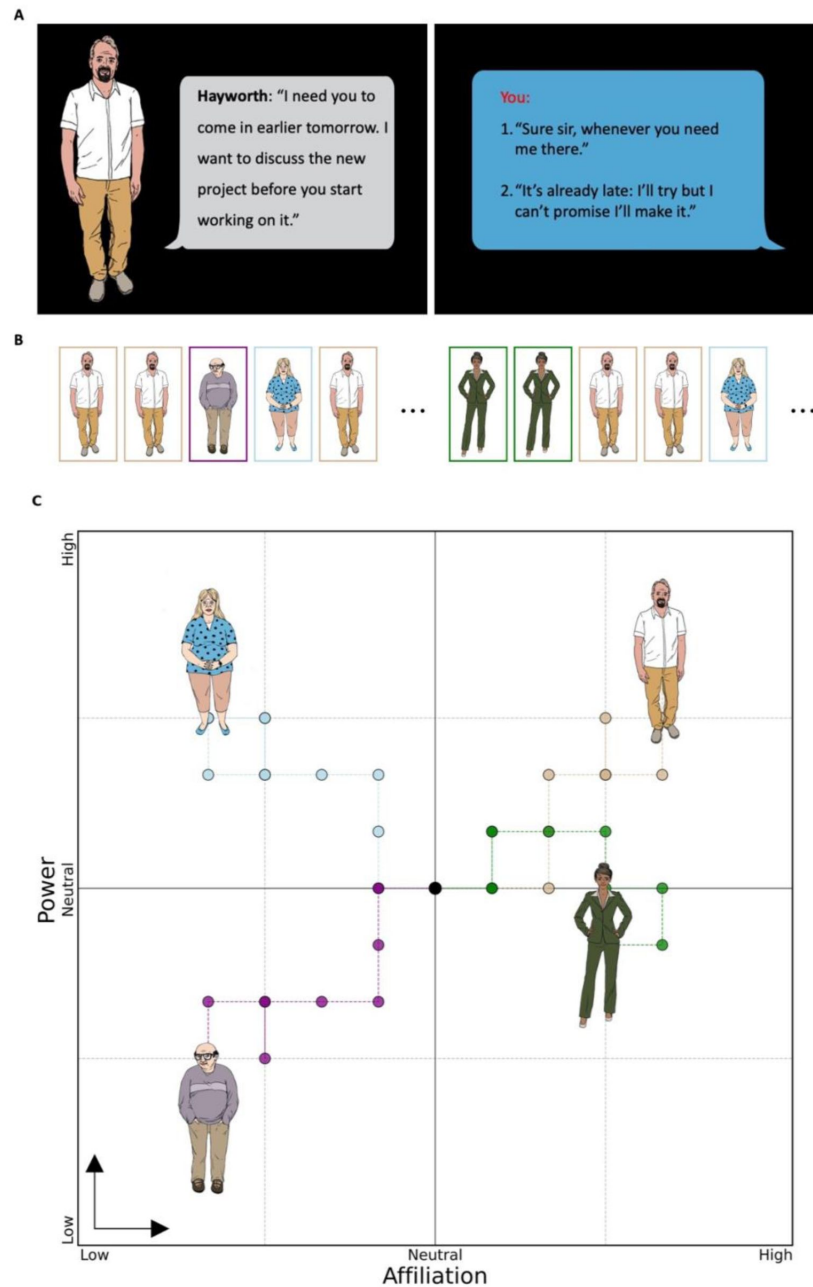 A
Hayworth: “I need you to
come in earlier tomorrow. I
want to discuss the new
project before you start
working on it.”
You:
1. “Sure sir, whenever you need
me there.”
2. “It’s already late: I’ll try but I
can’t promise I’ll make it.”
B
...
...
C
High
Neutral
Power
Low
Low
Neutral
High
Affiliation